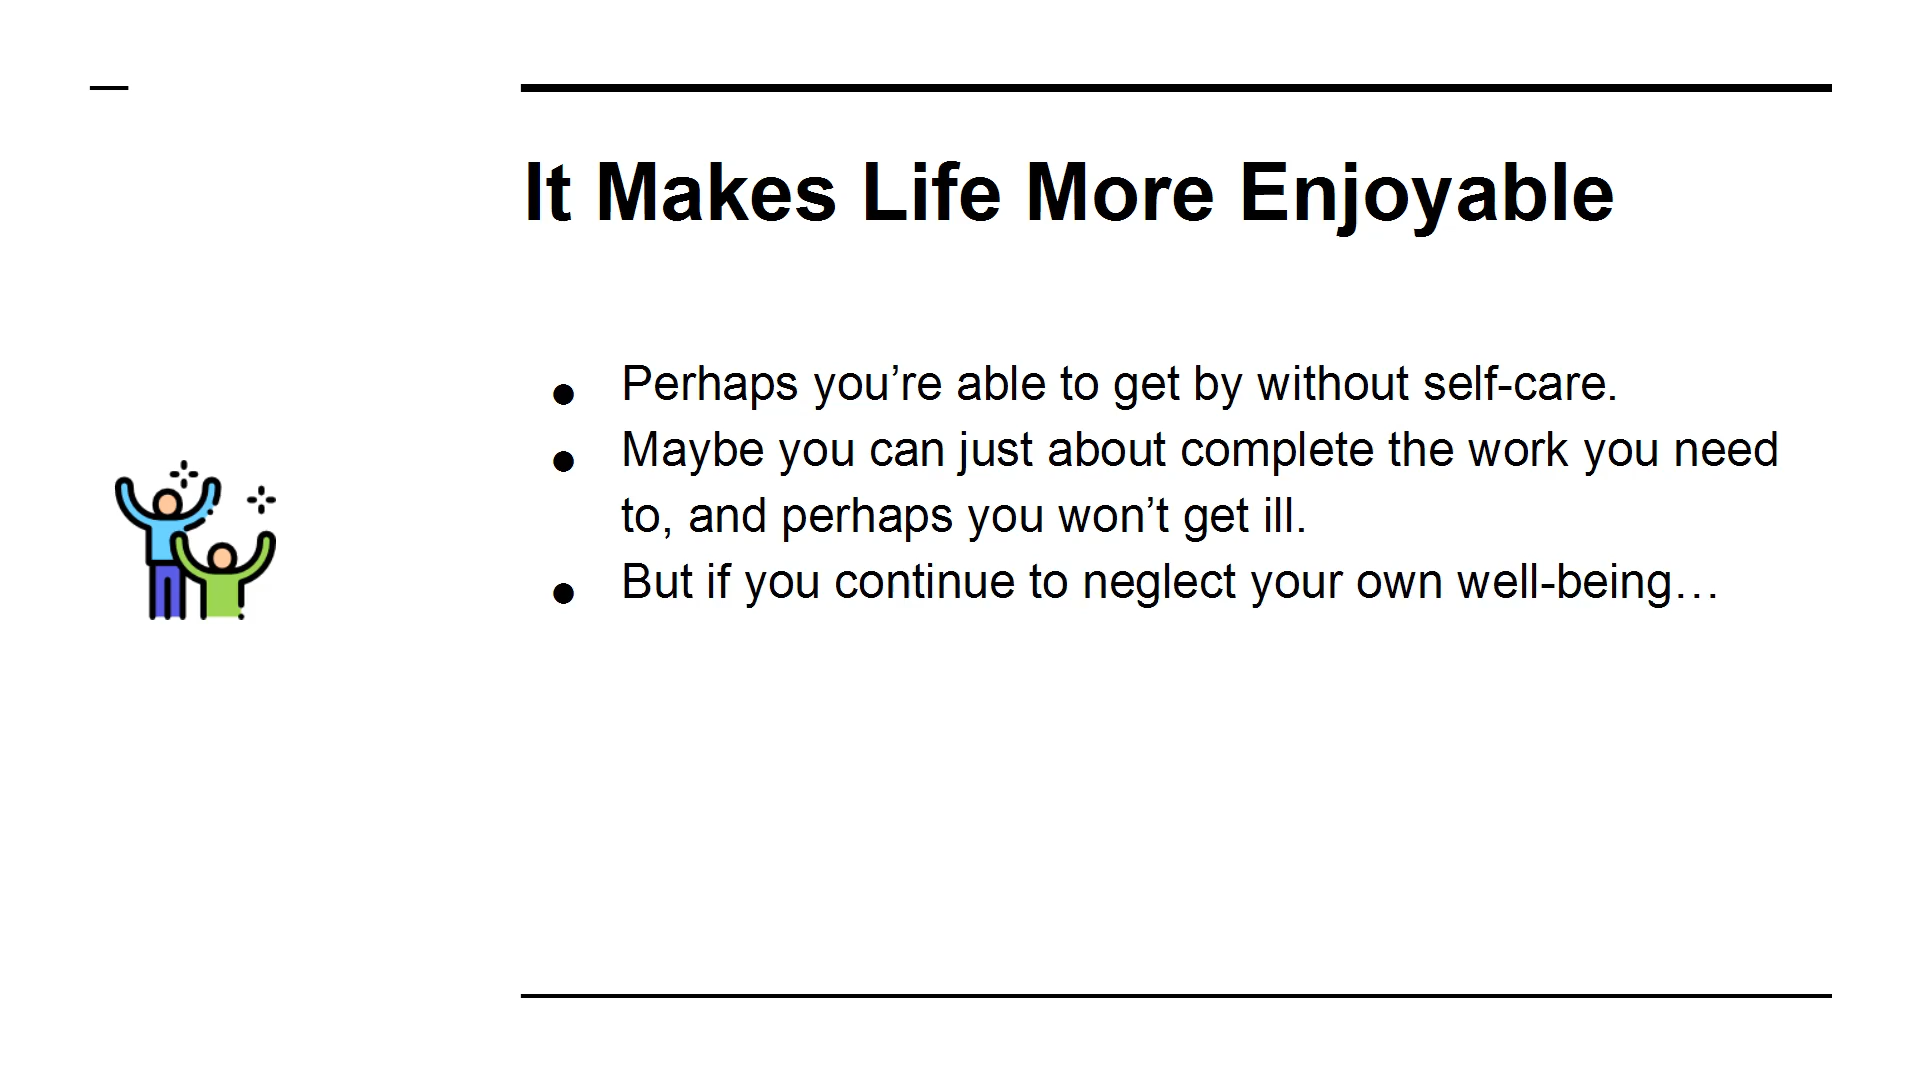 It Makes Life More Enjoyable
● Perhaps you’re able to get by without self-care.
● Maybe you can just about complete the work you need
to, and perhaps you won’t get ill.
● But if you continue to neglect your own well-being…